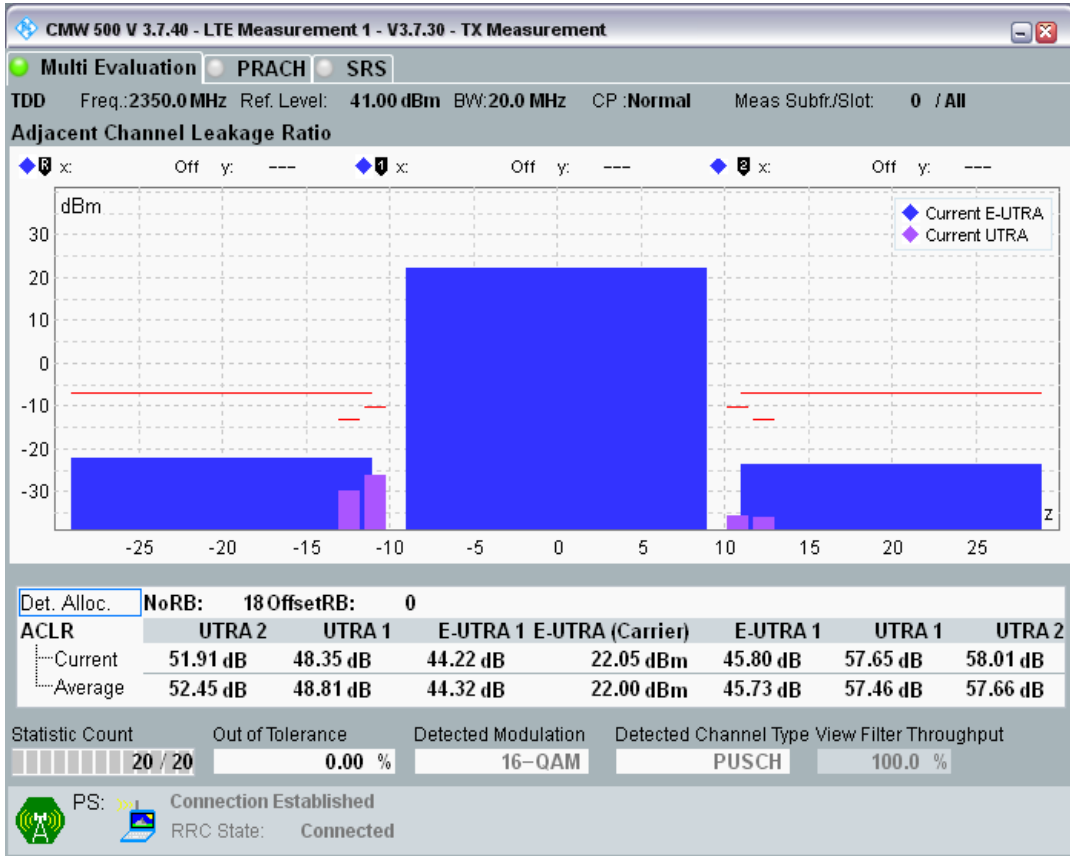 CMW 500 V 3.7.40 - LTE Measurement 1 - V3.7.30 - TX Measurement
Multi Evaluation PRACH SRS
TDD Freq.:2350.0 MHz Ref. Level: 41.00 dBm BW:20.0 MHz CP :Normal Meas Subfr./Slot: 0 / All
Adjacent Channel Leakage Ratio
R x: Off y: --- 1 x: Off y: --- 2 x: Off y: ---
dBm
Current E-UTRA
Current UTRA
30
20
10
0
-10
-20
-30
z
-25 -20 -15 -10 -5 0 5 10 15 20 25
Det. Alloc. NoRB: 18 OffsetRB: 0
ACLR UTRA 2 UTRA 1 E-UTRA 1 E-UTRA (Carrier) E-UTRA 1 UTRA 1 UTRA 2
Current 51.91 dB 48.35 dB 44.22 dB 22.05 dBm 45.80 dB 57.65 dB 58.01 dB
Average 52.45 dB 48.81 dB 44.32 dB 22.00 dBm 45.73 dB 57.46 dB 57.66 dB
Statistic Count Out of Tolerance Detected Modulation Detected Channel Type View Filter Throughput
20 / 20 0.00 % 16-QAM PUSCH 100.0 %
PS: Connection Established
RRC State: Connected